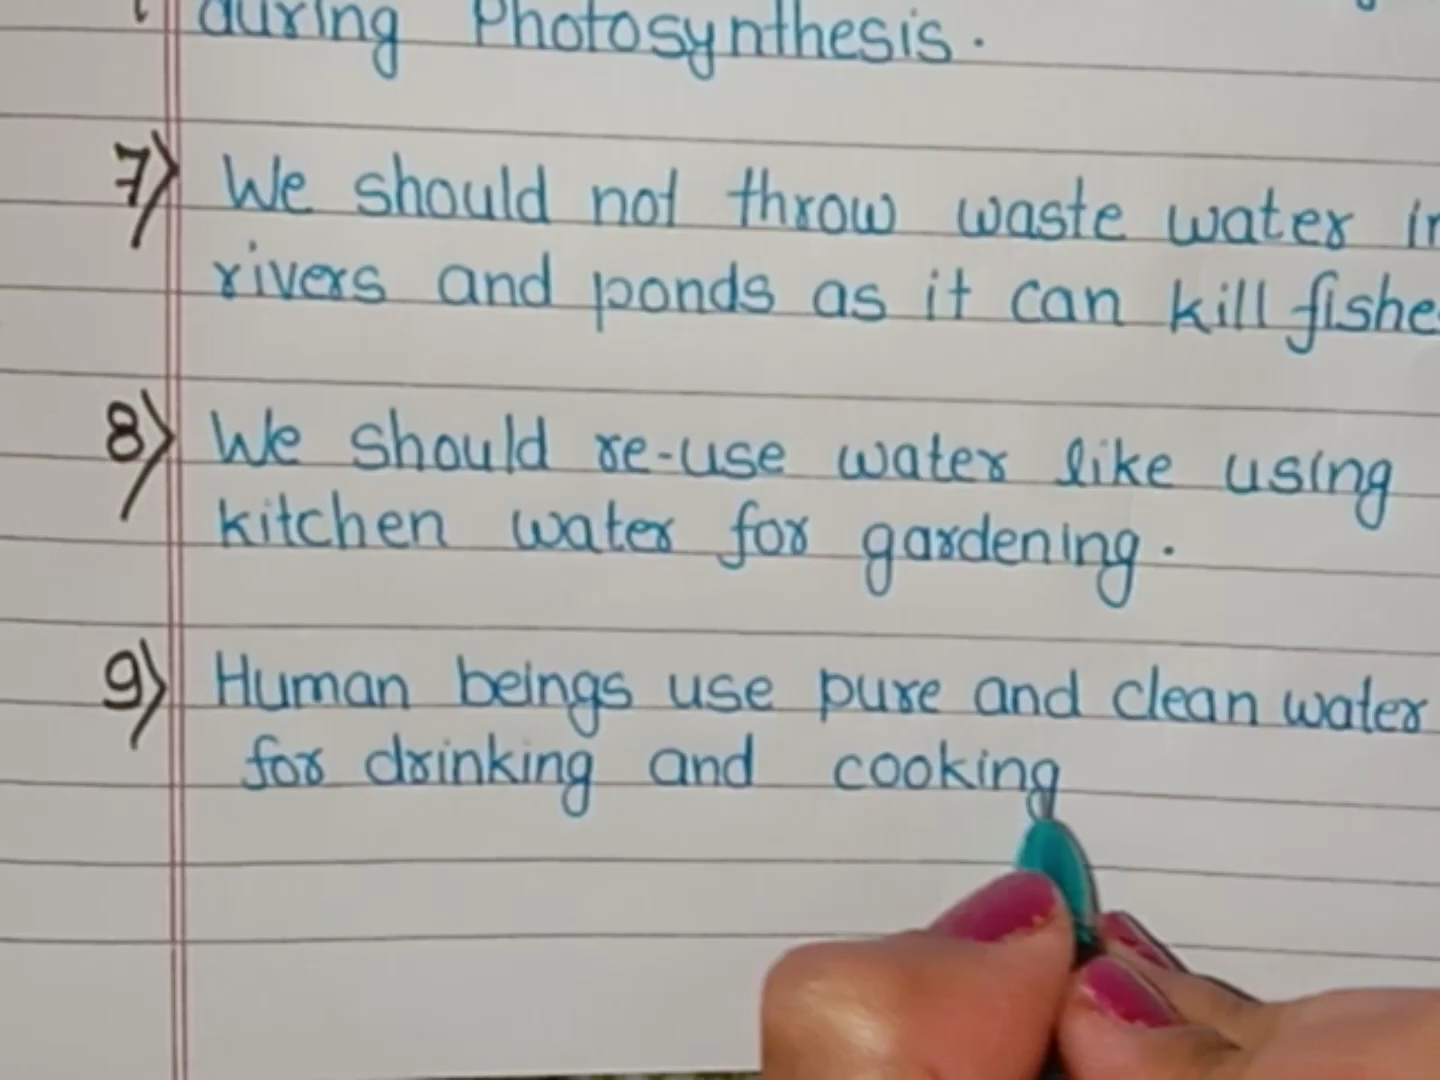 during Photosynthesis.
7) We should not throw waste water in
rivers and ponds as it can kill fishe
8) We should re-use water like using
kitchen water for gardening.
9) Human beings use pure and clean water
for drinking and cooking